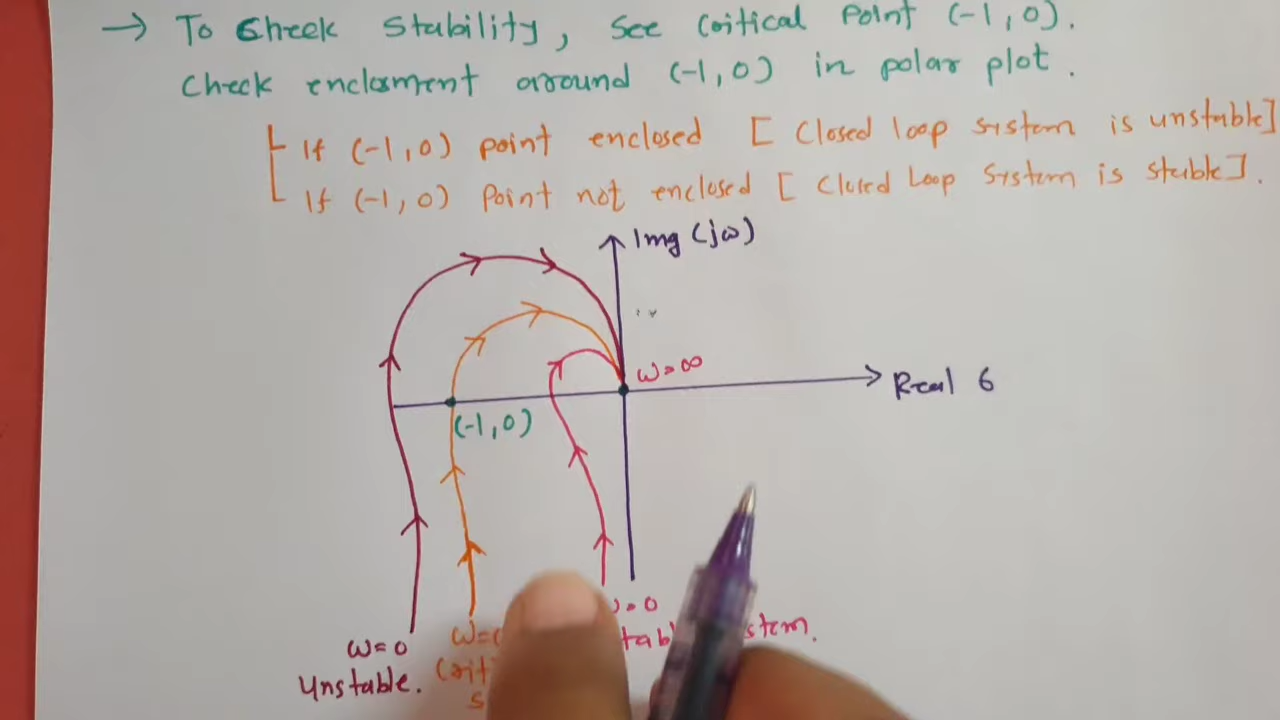 → To Check Stability, See Critical Point (-1,0).
Check enclosment around (-1,0) in polar plot.
If (-1,0) point enclosed [ Closed loop system is unstable]
If (-1,0) Point not enclosed [ Closed Loop System is stable].
Img (jω)
ω=∞
Real 6
(-1,0)
ω=0
ω=0
Unstable.